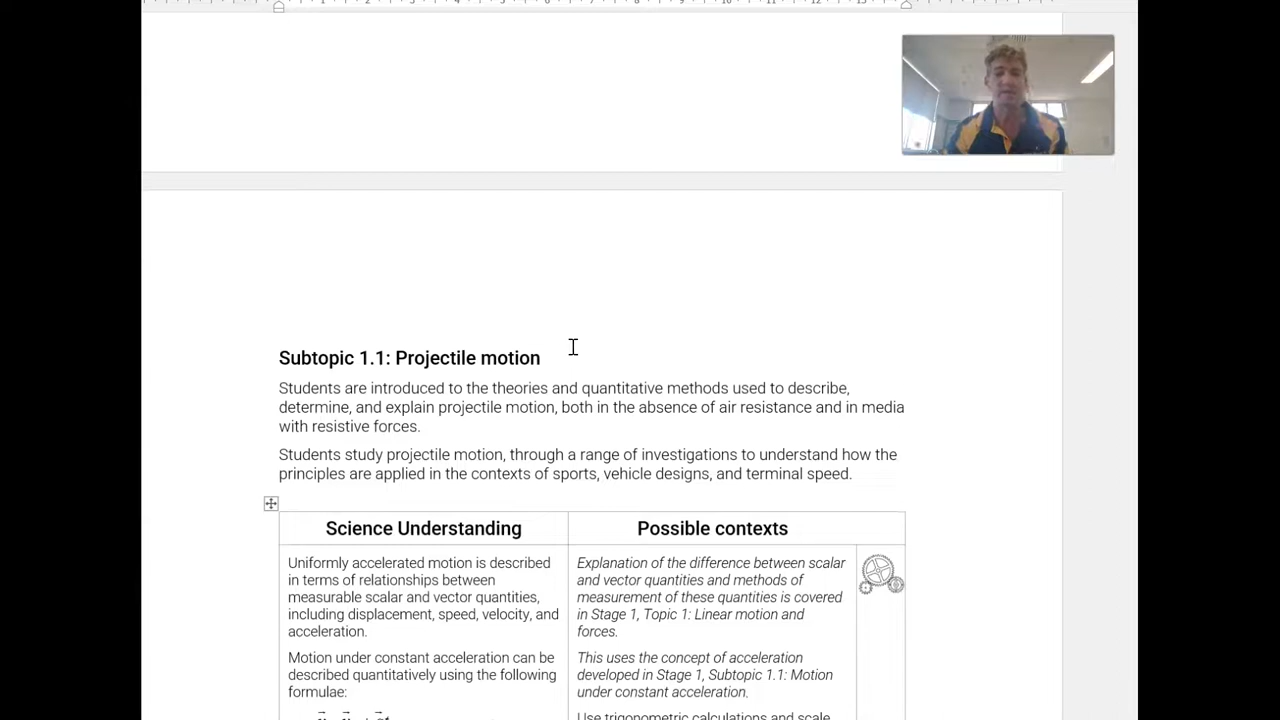 Subtopic 1.1: Projectile motion
Students are introduced to the theories and quantitative methods used to describe,
determine, and explain projectile motion, both in the absence of air resistance and in media
with resistive forces.
Students study projectile motion, through a range of investigations to understand how the
principles are applied in the contexts of sports, vehicle designs, and terminal speed.
Science Understanding
Possible contexts
Uniformly accelerated motion is described
in terms of relationships between
measurable scalar and vector quantities,
including displacement, speed, velocity, and
acceleration.
Motion under constant acceleration can be
described quantitatively using the following
formulae:
Explanation of the difference between scalar
and vector quantities and methods of
measurement of these quantities is covered
in Stage 1, Topic 1: Linear motion and
forces.
This uses the concept of acceleration
developed in Stage 1, Subtopic 1.1: Motion
under constant acceleration.
Use trigonometric calculations and scale